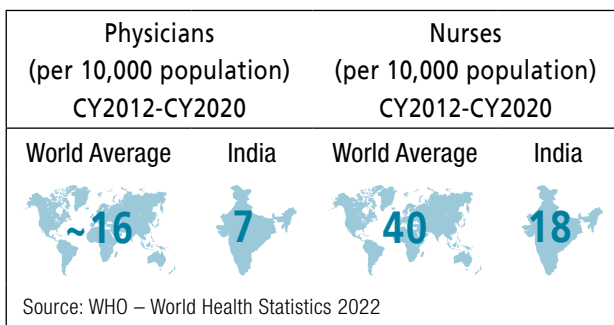 Physicians
(per 10,000 population)
CY2012-CY2020
Nurses
(per 10,000 population)
CY2012-CY2020
World Average
India
World Average
India
~16
7
40
18
Source: WHO – World Health Statistics 2022